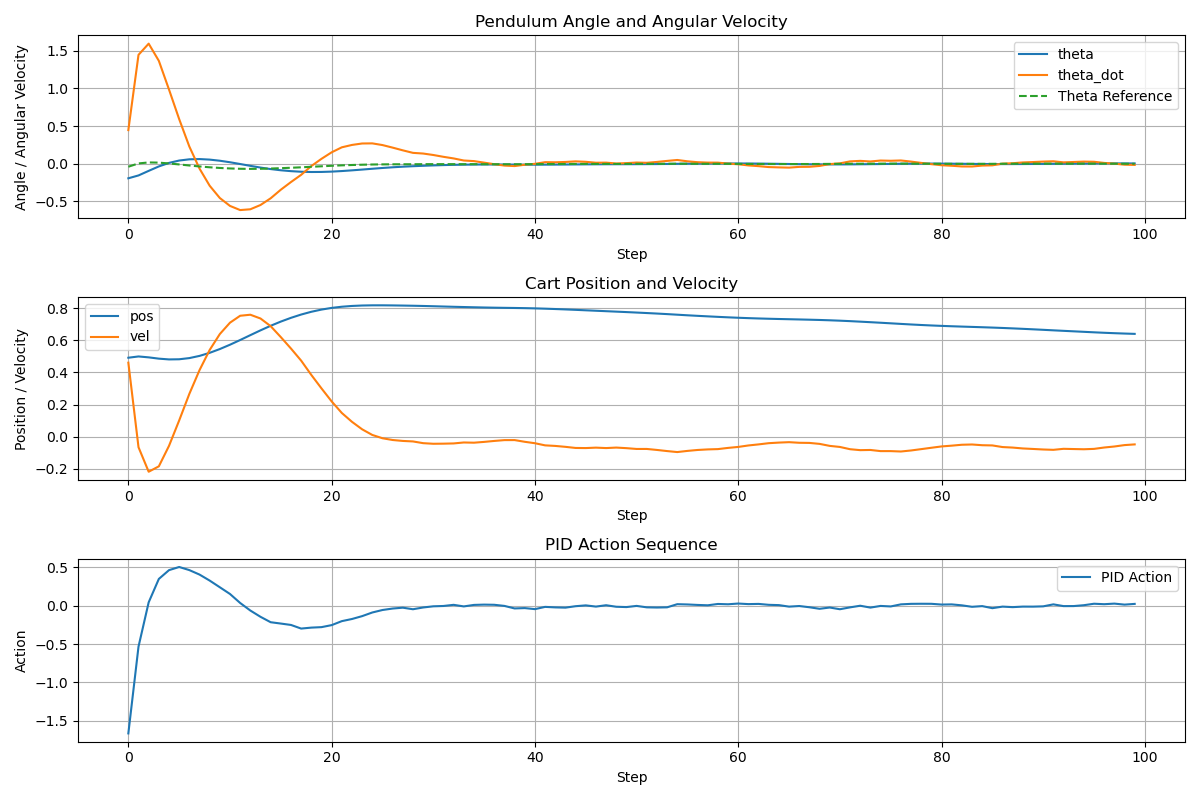 Pendulum Angle and Angular Velocity
Angle / Angular Velocity
1.5
1.0
0.5
0.0
−0.5
theta
theta_dot
Theta Reference
0 20 40 60 80 100
Step
Cart Position and Velocity
Position / Velocity
0.8
0.6
0.4
0.2
0.0
−0.2
pos
vel
0 20 40 60 80 100
Step
PID Action Sequence
Action
0.5
0.0
−0.5
−1.0
−1.5
PID Action
0 20 40 60 80 100
Step